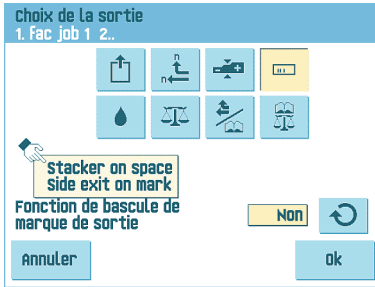 Choix de la sortie
1. Fac job 1 2..
n
n
Stacker on space
Side exit on mark
Fonction de bascule de
marque de sortie
Non
Annuler
Ok